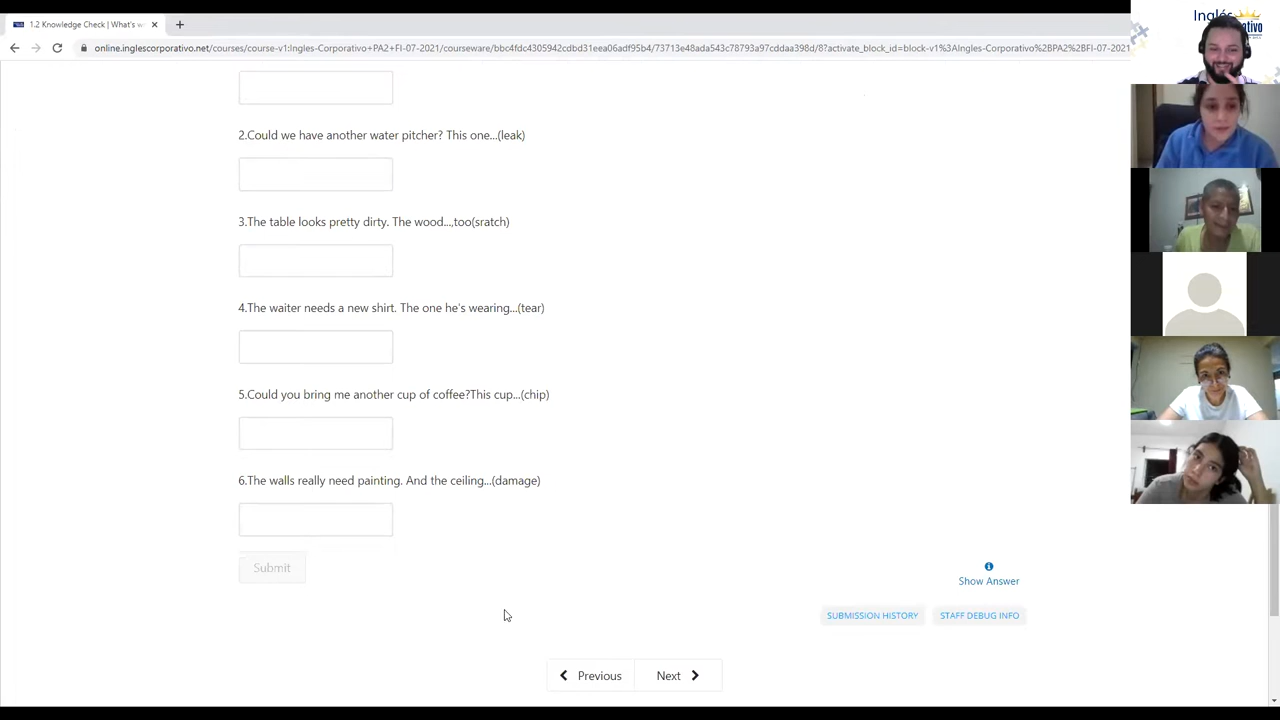 1.2 Knowledge Check | What's w
online.inglescorporativo.net/courses/course-v1:Ingles-Corporativo+PA2+FI-07-2021/courseware/bbc4fdc4305942cdbd31eea06adf95b4/73713e48ada543c78793a97cddaa398d/8?activate_block_id=block-v1%3AIngles-Corporativo%2BPA2%2BFI-07-2021
Inglés
2.Could we have another water pitcher? This one...(leak)
3.The table looks pretty dirty. The wood...,too(sratch)
4.The waiter needs a new shirt. The one he's wearing...(tear)
5.Could you bring me another cup of coffee?This cup...(chip)
6.The walls really need painting. And the ceiling...(damage)
Submit
Show Answer
SUBMISSION HISTORY STAFF DEBUG INFO
Previous Next